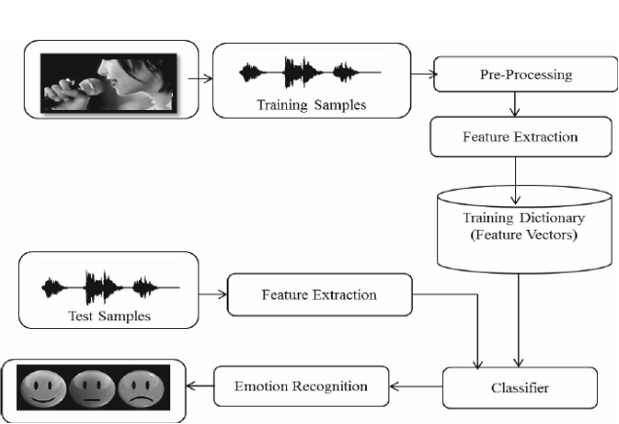 Training Samples
Pre-Processing
Feature Extraction
Training Dictionary
(Feature Vectors)
Test Samples
Feature Extraction
Emotion Recognition
Classifier